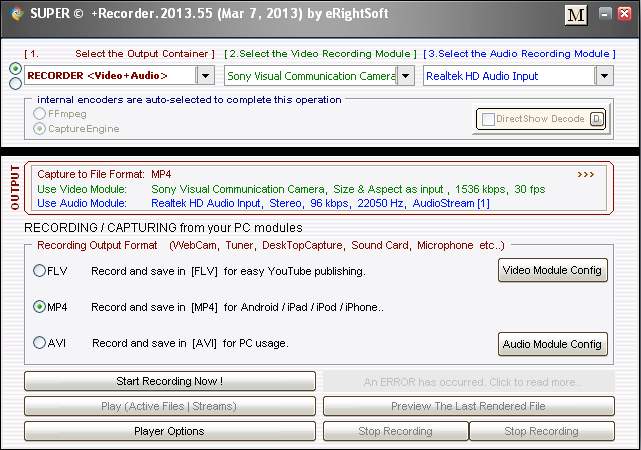 SUPER © +Recorder.2013.55 (Mar 7, 2013) by eRightSoft M
[ 1. Select the Output Container ] [ 2.Select the Video Recording Module ] [ 3.Select the Audio Recording Module ]
RECORDER <Video+Audio> Sony Visual Communication Camera Realtek HD Audio Input
internal encoders are auto-selected to complete this operation
FFmpeg
CaptureEngine
DirectShow Decode D
OUTPUT
Capture to File Format: MP4 >>>
Use Video Module: Sony Visual Communication Camera, Size & Aspect as input , 1536 kbps, 30 fps
Use Audio Module: Realtek HD Audio Input, Stereo, 96 kbps, 22050 Hz, AudioStream [1]
RECORDING / CAPTURING from your PC modules
Recording Output Format (WebCam, Tuner, DeskTopCapture, Sound Card, Microphone etc..)
FLV Record and save in [FLV] for easy YouTube publishing. Video Module Config
MP4 Record and save in [MP4] for Android / iPad / iPod / iPhone..
AVI Record and save in [AVI] for PC usage. Audio Module Config
Start Recording Now ! An ERROR has occurred. Click to read more..
Play (Active Files | Streams) Preview The Last Rendered File
Player Options Stop Recording Stop Recording